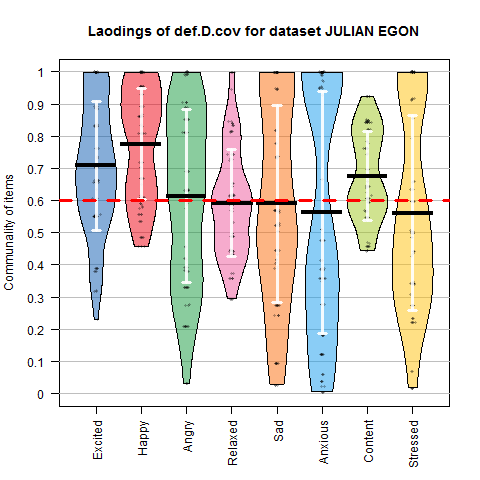 Laodings of def.D.cov for dataset JULIAN EGON
Communality of items
1
0.9
0.8
0.7
0.6
0.5
0.4
0.3
0.2
0.1
0
Excited
Happy
Angry
Relaxed
Sad
Anxious
Content
Stressed